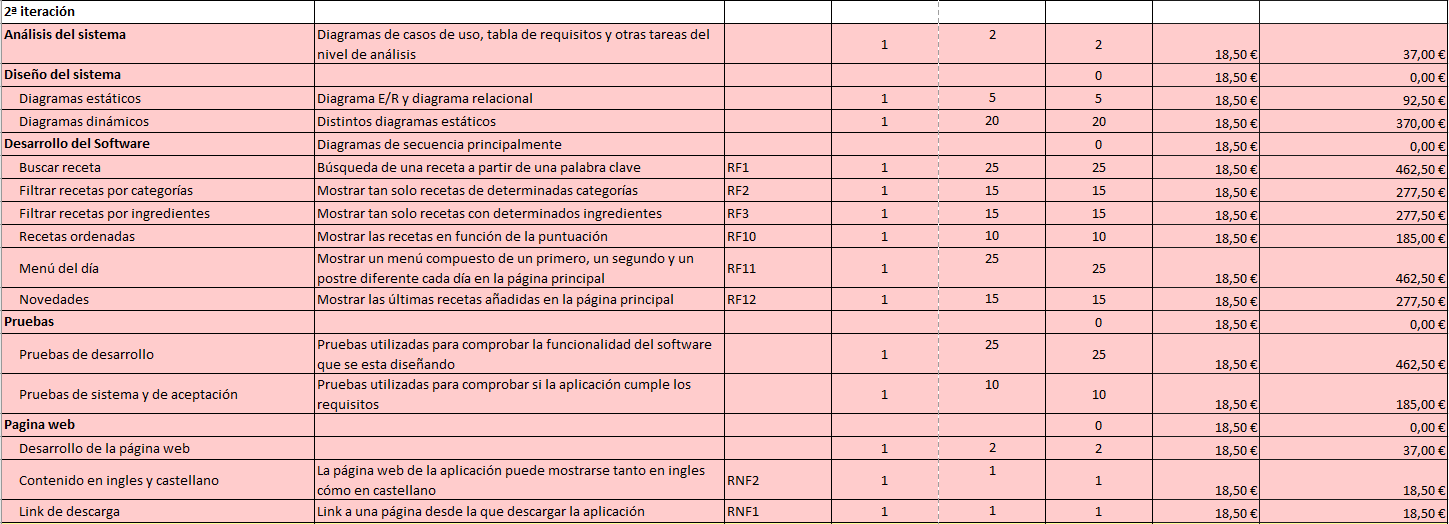 2ª iteración
Análisis del sistema Diagramas de casos de uso, tabla de requisitos y otras tareas del 2
nivel de análisis 1 2 18,50 € 37,00 €
Diseño del sistema 0 18,50 € 0,00 €
Diagramas estáticos Diagrama E/R y diagrama relacional 1 5 5 18,50 € 92,50 €
Diagramas dinámicos Distintos diagramas estáticos 1 20 20 18,50 € 370,00 €
Desarrollo del Software Diagramas de secuencia principalmente 0 18,50 € 0,00 €
Buscar receta Búsqueda de una receta a partir de una palabra clave RF1 1 25 25 18,50 € 462,50 €
Filtrar recetas por categorías Mostrar tan solo recetas de determinadas categorías RF2 1 15 15 18,50 € 277,50 €
Filtrar recetas por ingredientes Mostrar tan solo recetas con determinados ingredientes RF3 1 15 15 18,50 € 277,50 €
Recetas ordenadas Mostrar las recetas en función de la puntuación RF10 1 10 10 18,50 € 185,00 €
Mostrar un menú compuesto de un primero, un segundo y un 25
Menú del día postre diferente cada día en la página principal RF11 1 25 18,50 € 462,50 €
Novedades Mostrar las últimas recetas añadidas en la página principal RF12 1 15 15 18,50 € 277,50 €
Pruebas 0 18,50 € 0,00 €
Pruebas utilizadas para comprobar la funcionalidad del software 25
Pruebas de desarrollo que se esta diseñando 1 25 18,50 € 462,50 €
Pruebas utilizadas para comprobar si la aplicación cumple los 10
Pruebas de sistema y de aceptación requisitos 1 10 18,50 € 185,00 €
Pagina web 0 18,50 € 0,00 €
Desarrollo de la página web 1 2 2 18,50 € 37,00 €
La página web de la aplicación puede mostrarse tanto en ingles 1
Contenido en ingles y castellano cómo en castellano RNF2 1 1 18,50 € 18,50 €
Link de descarga Link a una página desde la que descargar la aplicación RNF1 1 1 1 18,50 € 18,50 €